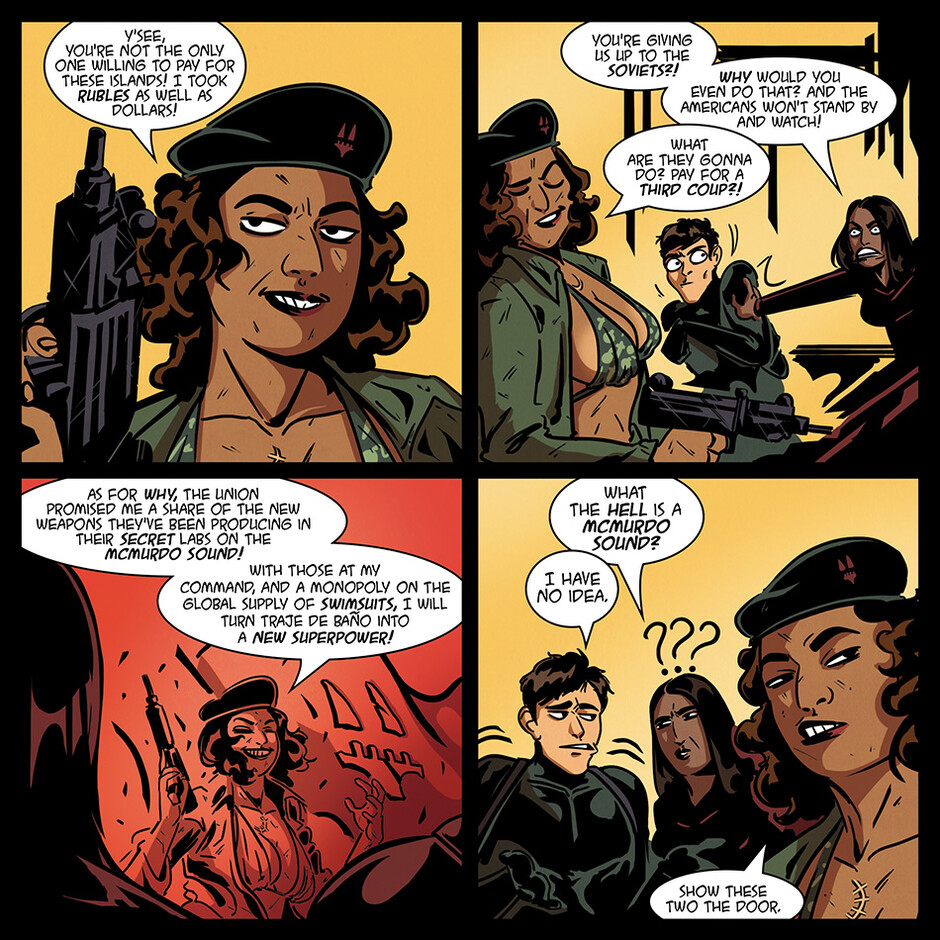 Y'SEE,
YOU'RE NOT THE ONLY
ONE WILLING TO PAY FOR
THESE ISLANDS! I TOOK
RUBLES AS WELL AS
DOLLARS!
YOU'RE GIVING
US UP TO THE
SOVIETS?!
WHY WOULD YOU
EVEN DO THAT? AND THE
AMERICANS WON'T STAND BY
AND WATCH!
WHAT
ARE THEY GONNA
DO? PAY FOR A
THIRD COUP?!
AS FOR WHY, THE UNION
PROMISED ME A SHARE OF THE NEW
WEAPONS THEY'VE BEEN PRODUCING IN
THEIR SECRET LABS ON THE
MCMURDO SOUND!
WITH THOSE AT MY
COMMAND, AND A MONOPOLY ON THE
GLOBAL SUPPLY OF SWIMSUITS, I WILL
TURN TRAJE DE BAÑO INTO
A NEW SUPERPOWER!
WHAT
THE HELL IS A
MCMURDO
SOUND?
I HAVE
NO IDEA.
???
SHOW THESE
TWO THE DOOR.